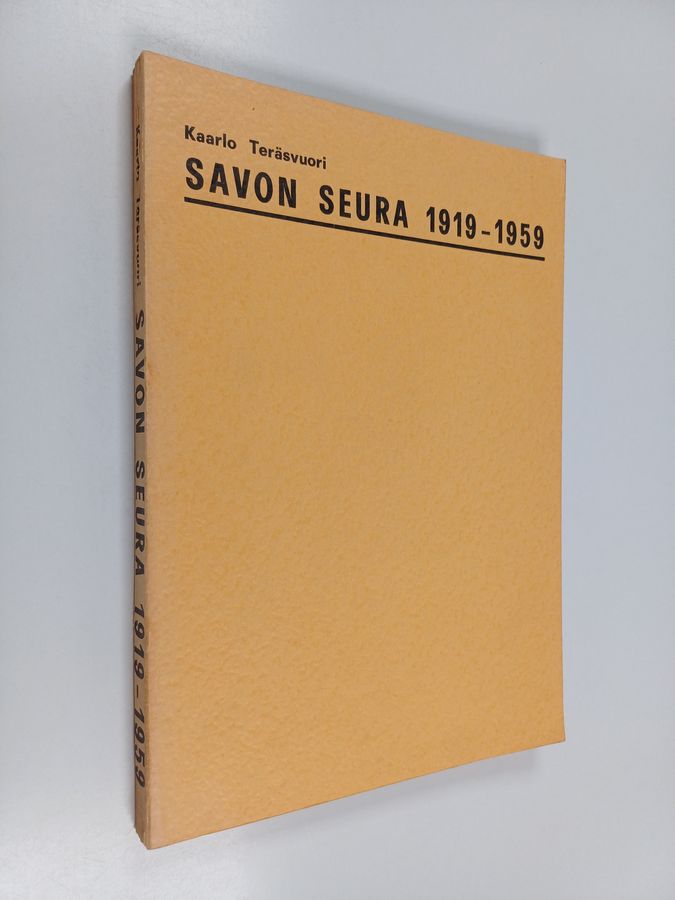 Kaarlo Teräsvuori
SAVON SEURA 1919-1959
Kaarlo Teräsvuori SAVON SEURA 1919-1959